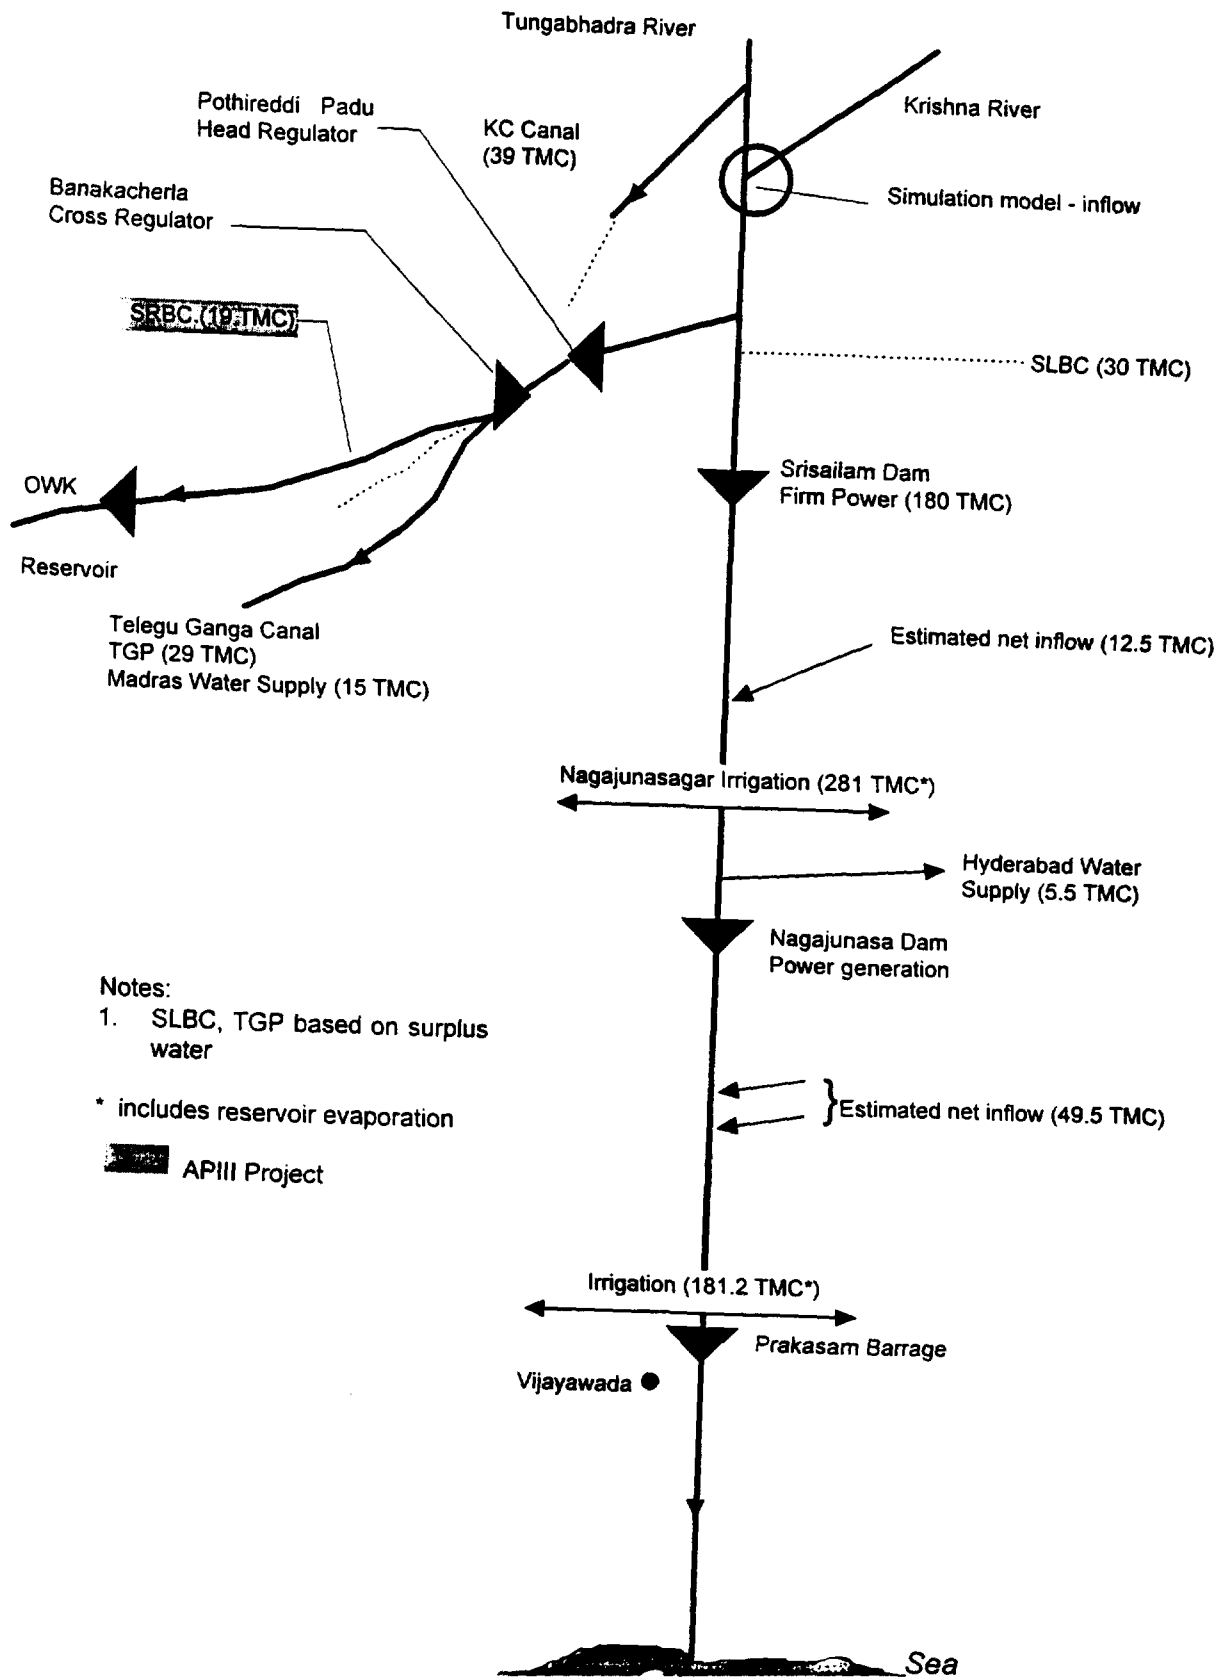 Tungabhadra River
Krishna River
Pothireddi Padu
Head Regulator
KC Canal
(39 TMC)
Simulation model - inflow
Banakacherla
Cross Regulator
SRBC.(19.TMC)
SLBC (30 TMC)
OWK
Reservoir
Srisailam Dam
Firm Power (180 TMC)
Telegu Ganga Canal
TGP (29 TMC)
Madras Water Supply (15 TMC)
Estimated net inflow (12.5 TMC)
Nagajunasagar Irrigation (281 TMC*)
Hyderabad Water
Supply (5.5 TMC)
Nagajunasa Dam
Power generation
Notes:
1. SLBC, TGP based on surplus
water
* includes reservoir evaporation
APIII Project
Estimated net inflow (49.5 TMC)
Irrigation (181.2 TMC*)
Prakasam Barrage
Vijayawada
Sea